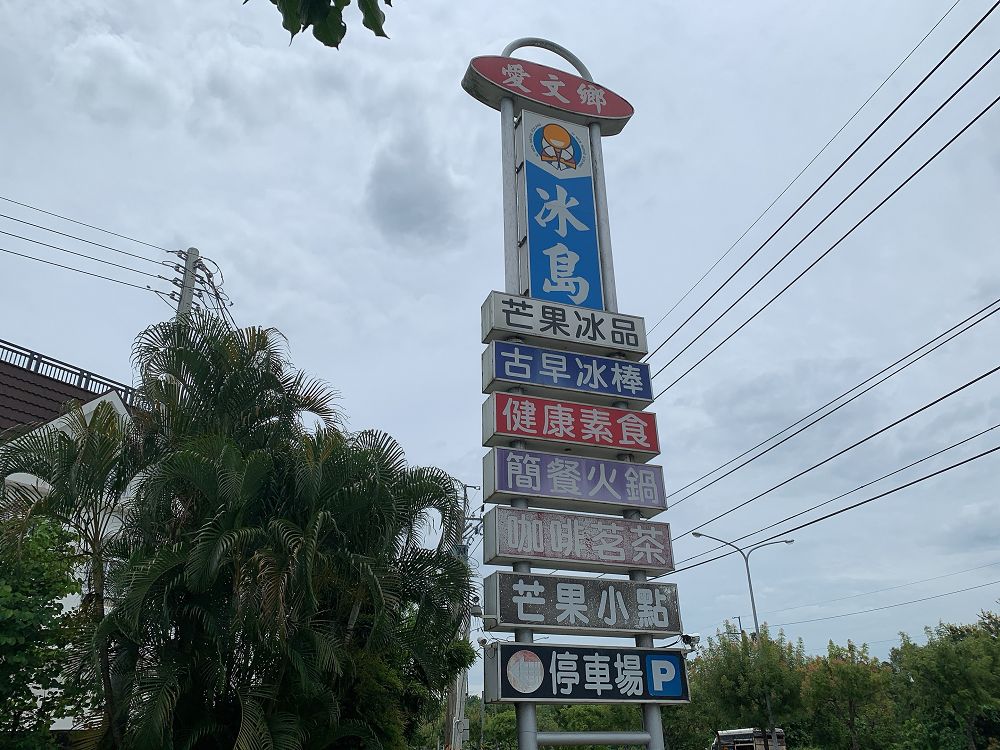 愛文鄉
冰島
芒果冰品
古早冰棒
健康素食
簡餐火鍋
咖啡茗茶
芒果小點
停車場 P